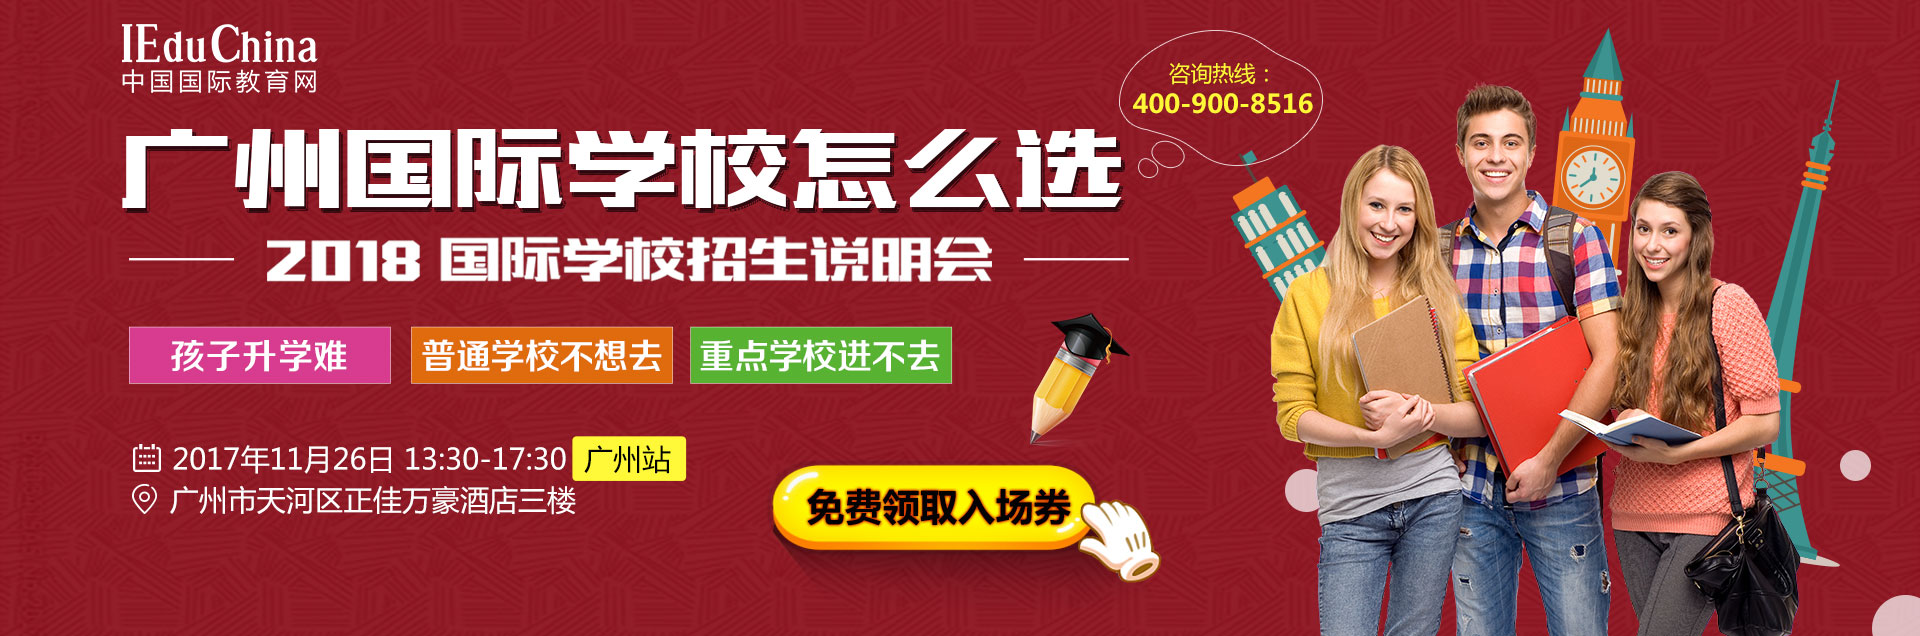 IEduChina
中国国际教育网
咨询热线：
400-900-8516
广州国际学校怎么选
2018 国际学校招生说明会
孩子升学难
普通学校不想去
重点学校进不去
2017年11月26日 13:30-17:30 广州站
广州市天河区正佳万豪酒店三楼
免费领取入场券